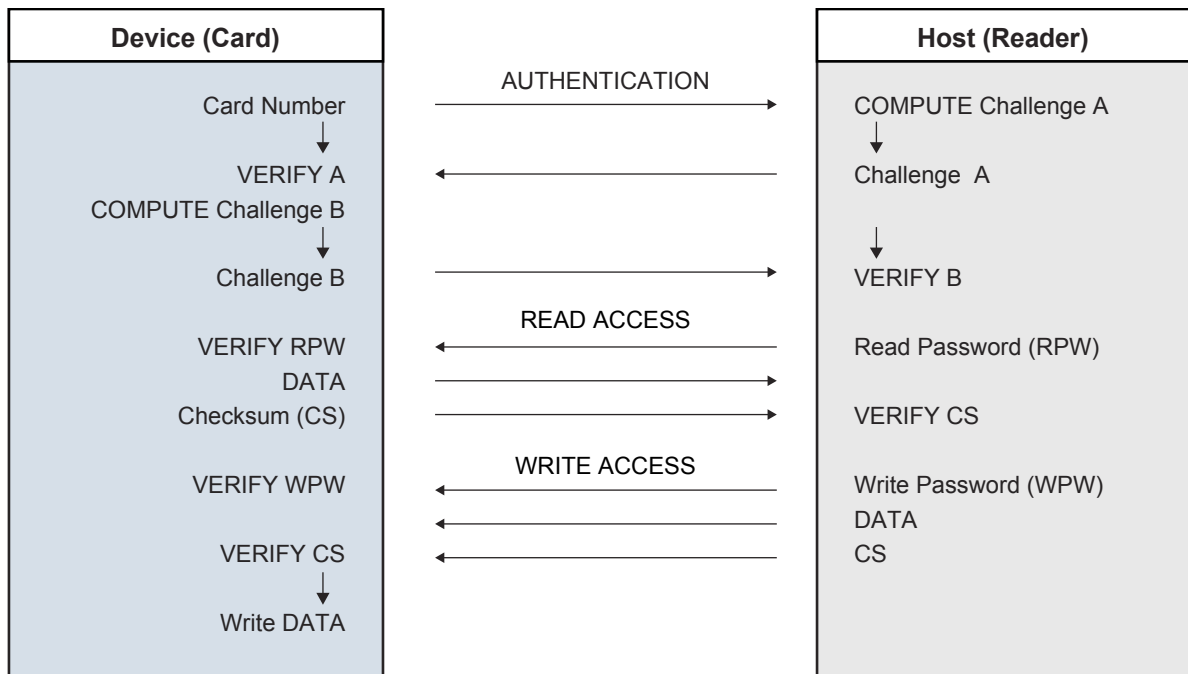 Device (Card)
Host (Reader)
AUTHENTICATION
Card Number
COMPUTE Challenge A
VERIFY A
Challenge A
COMPUTE Challenge B
Challenge B
VERIFY B
READ ACCESS
VERIFY RPW
Read Password (RPW)
DATA
Checksum (CS)
VERIFY CS
WRITE ACCESS
VERIFY WPW
Write Password (WPW)
DATA
VERIFY CS
CS
Write DATA